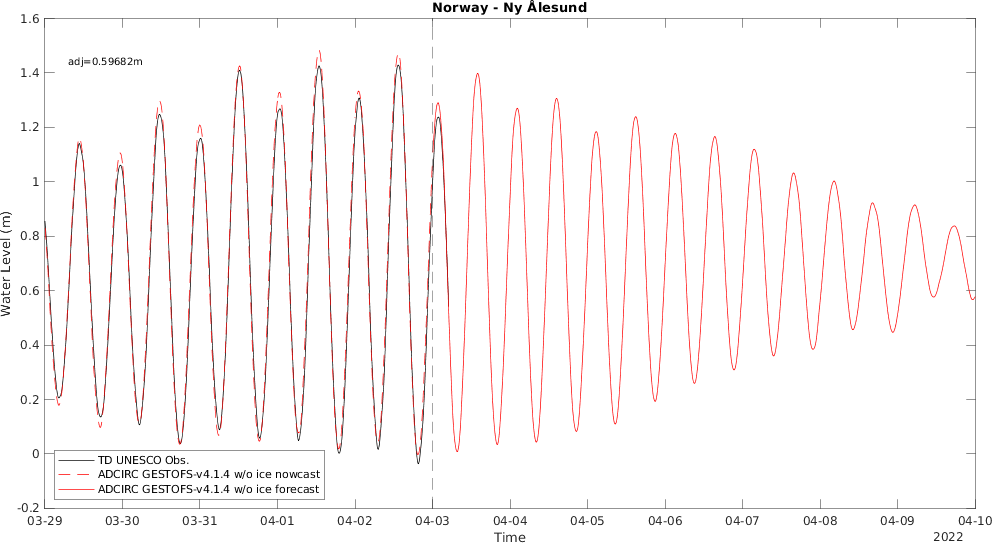 Norway - Ny Ålesund
1.6
1.4
1.2
1
0.8
0.6
0.4
0.2
0
-0.2
Water Level (m)
adj=0.59682m
TD UNESCO Obs.
ADCIRC GESTOFS-v4.1.4 w/o ice nowcast
ADCIRC GESTOFS-v4.1.4 w/o ice forecast
03-29 03-30 03-31 04-01 04-02 04-03 04-04 04-05 04-06 04-07 04-08 04-09 04-10
Time
2022